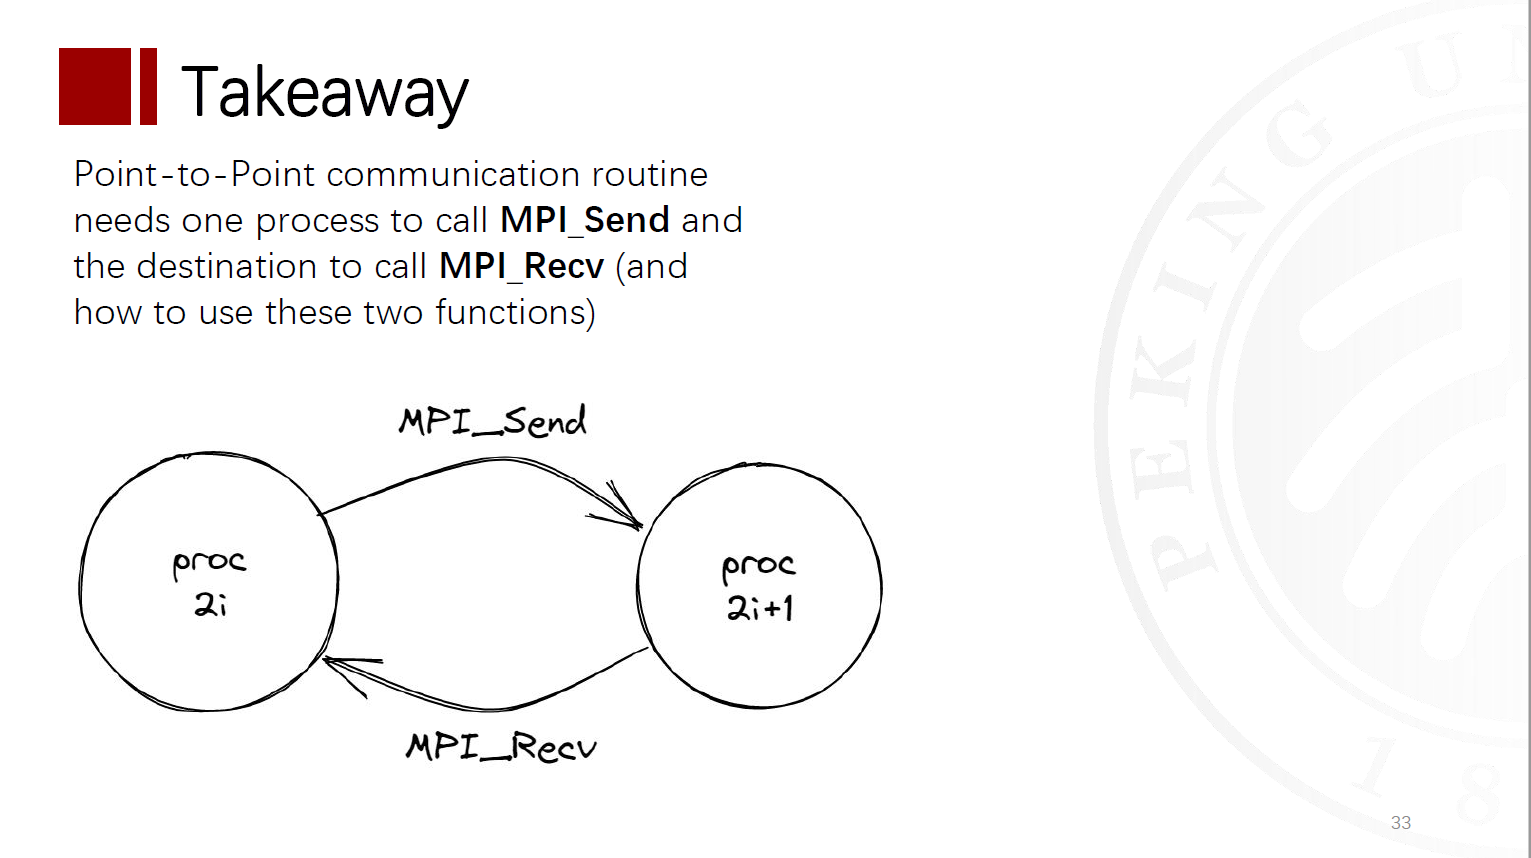 Takeaway
Point-to-Point communication routine
needs one process to call MPI_Send and
the destination to call MPI_Recv (and
how to use these two functions)
MPI_Send
proc
2i
proc
2i+1
MPI_Recv
PEKING UN
18
33